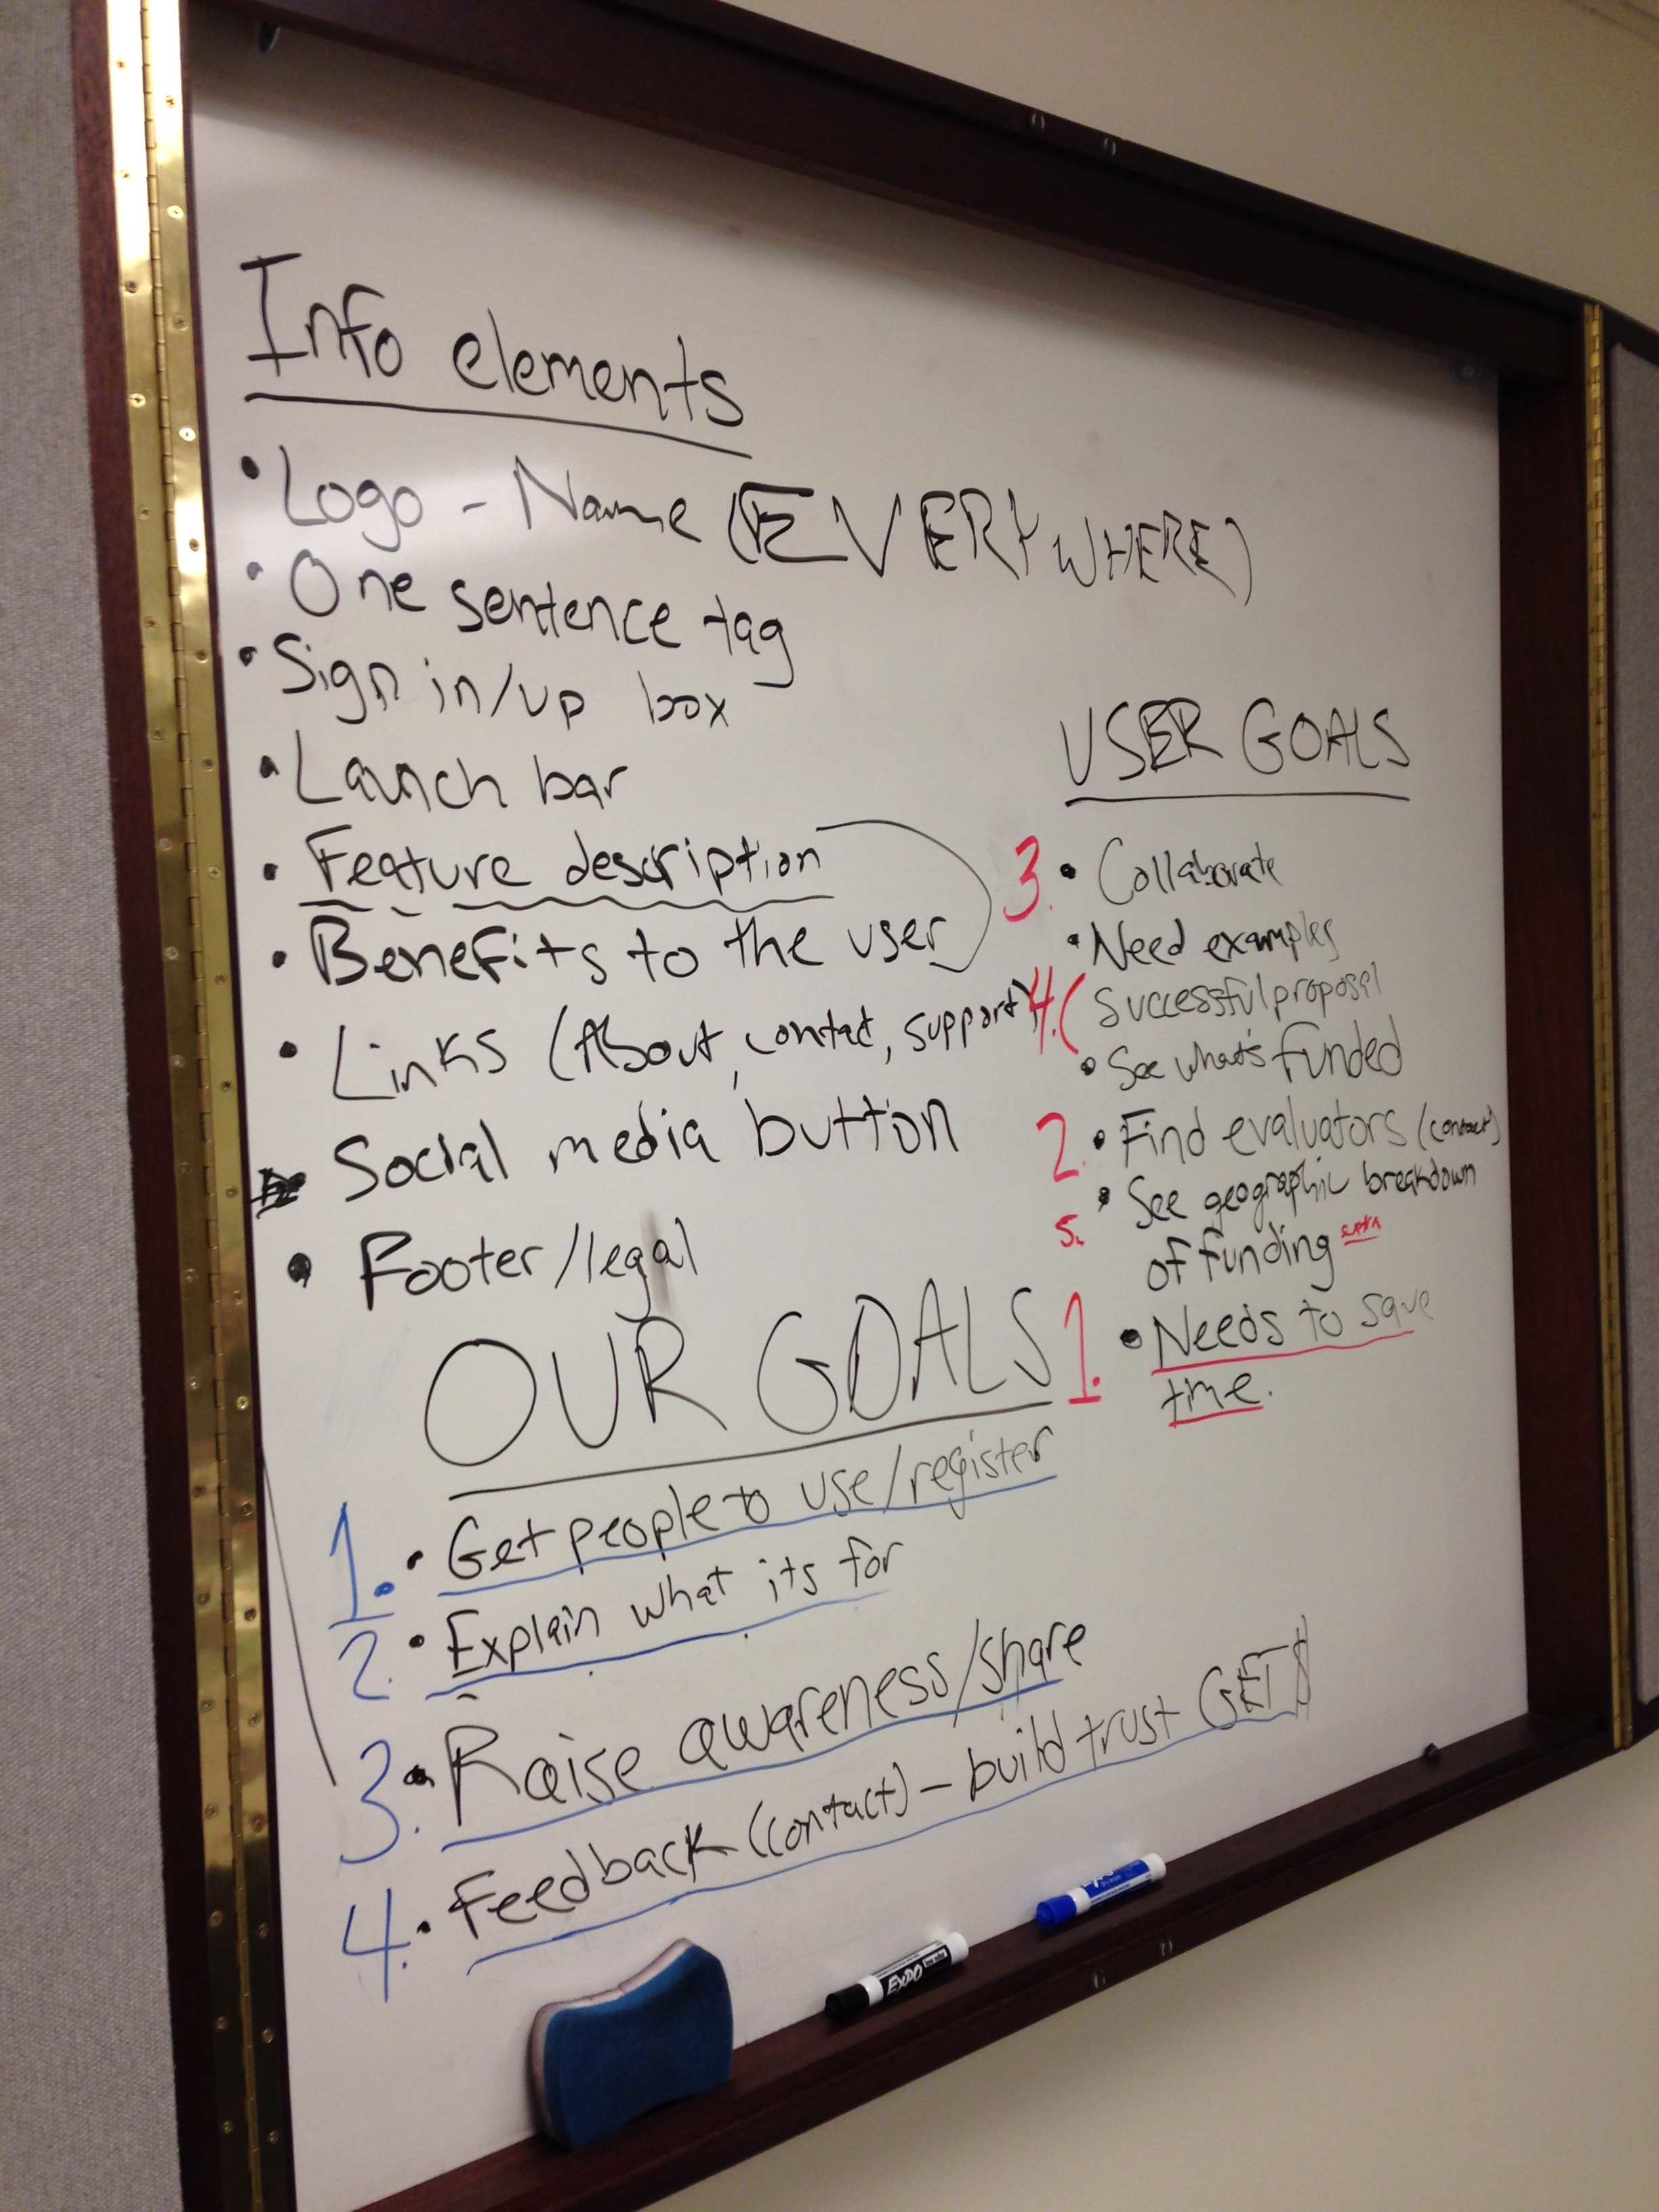 Info elements
• Logo - Name (EVERYWHERE)
• One sentence tag
• Sign in/up box
• Launch bar
• Feature description
• Benefits to the user
• Links (About, contact, support)
Social media button
• Footer/legal
USER GOALS
3. • Collaborate
• Need examples
4. ( Successful proposal
• See what's funded
2. • Find evaluators (contact)
• See geographic breakdown
5. of funding extra
1. • Needs to save
time.
OUR GOALS
1. • Get people to use/register
2. • Explain what its for
3. • Raise awareness/share
4. • Feedback (contact) - build trust GET $
EXPO